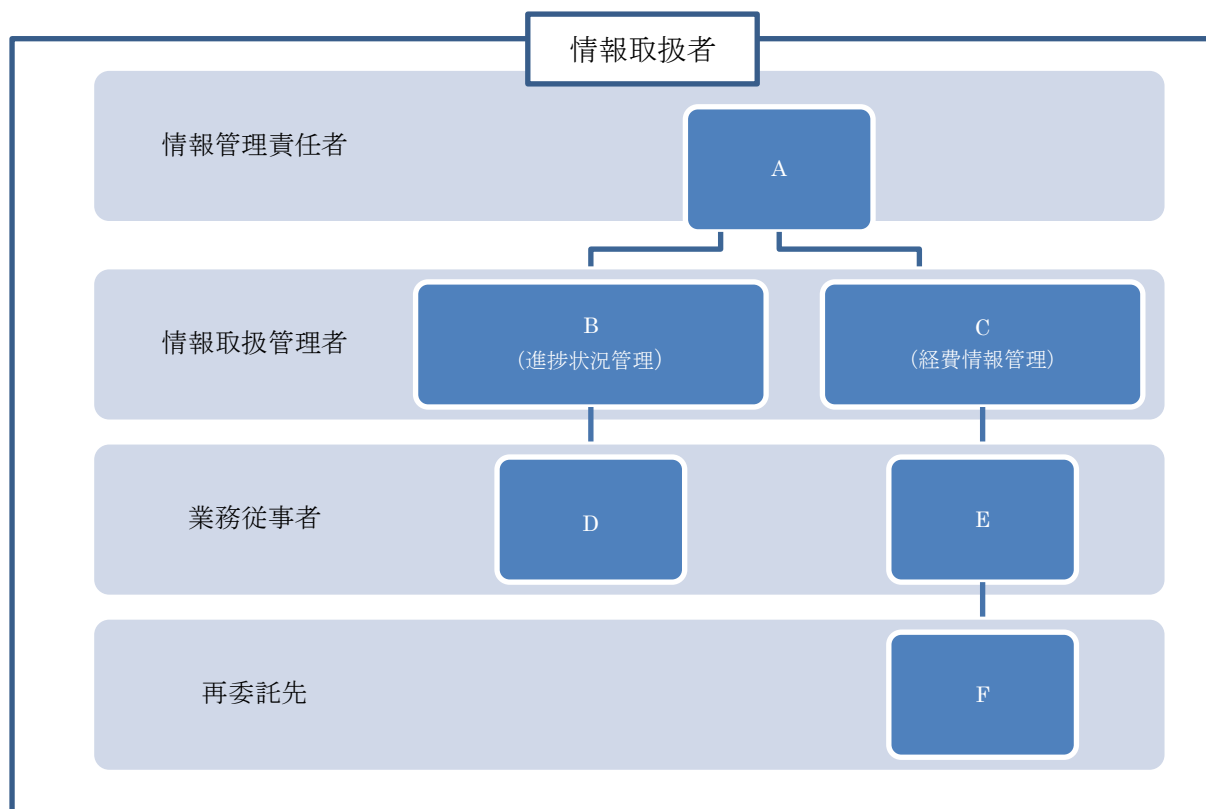 情報取扱者
情報管理責任者
A
情報取扱管理者
B
（進捗状況管理）
C
（経費情報管理）
業務従事者
D
E
再委託先
F